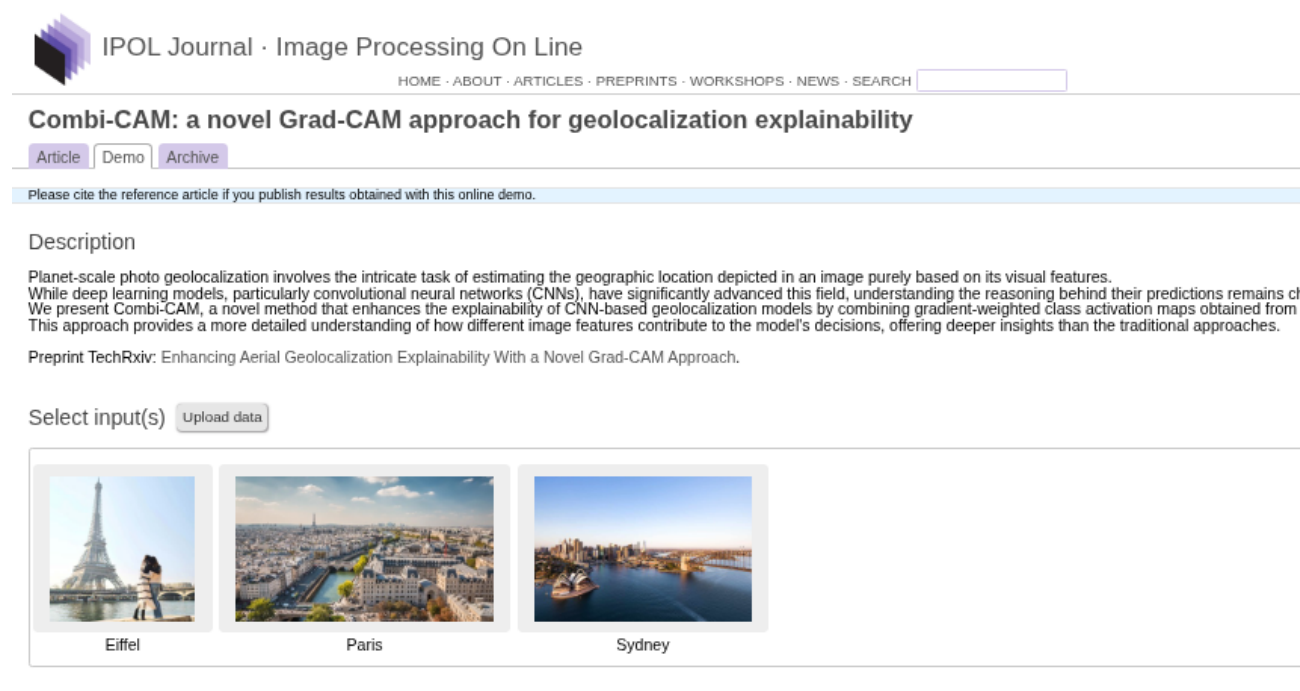 IPOL Journal · Image Processing On Line
HOME · ABOUT · ARTICLES · PREPRINTS · WORKSHOPS · NEWS · SEARCH
Combi-CAM: a novel Grad-CAM approach for geolocalization explainability
Article Demo Archive
Please cite the reference article if you publish results obtained with this online demo.
Description
Planet-scale photo geolocalization involves the intricate task of estimating the geographic location depicted in an image purely based on its visual features.
While deep learning models, particularly convolutional neural networks (CNNs), have significantly advanced this field, understanding the reasoning behind their predictions remains
We present Combi-CAM, a novel method that enhances the explainability of CNN-based geolocalization models by combining gradient-weighted class activation maps obtained from
This approach provides a more detailed understanding of how different image features contribute to the model's decisions, offering deeper insights than the traditional approaches.
Preprint TechRxiv: Enhancing Aerial Geolocalization Explainability With a Novel Grad-CAM Approach.
Select input(s) Upload data
Eiffel Paris Sydney